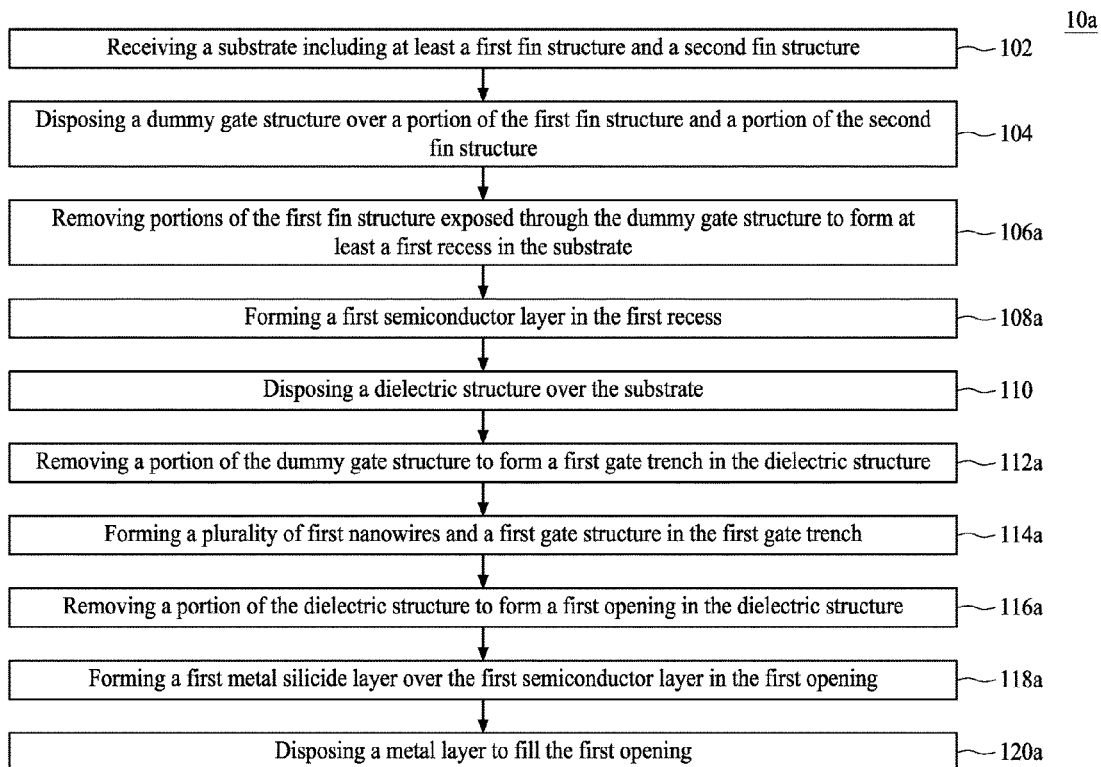 10a
Receiving a substrate including at least a first fin structure and a second fin structure
102
Disposing a dummy gate structure over a portion of the first fin structure and a portion of the second
fin structure
104
Removing portions of the first fin structure exposed through the dummy gate structure to form at
least a first recess in the substrate
106a
Forming a first semiconductor layer in the first recess
108a
Disposing a dielectric structure over the substrate
110
Removing a portion of the dummy gate structure to form a first gate trench in the dielectric structure
112a
Forming a plurality of first nanowires and a first gate structure in the first gate trench
114a
Removing a portion of the dielectric structure to form a first opening in the dielectric structure
116a
Forming a first metal silicide layer over the first semiconductor layer in the first opening
118a
Disposing a metal layer to fill the first opening
120a